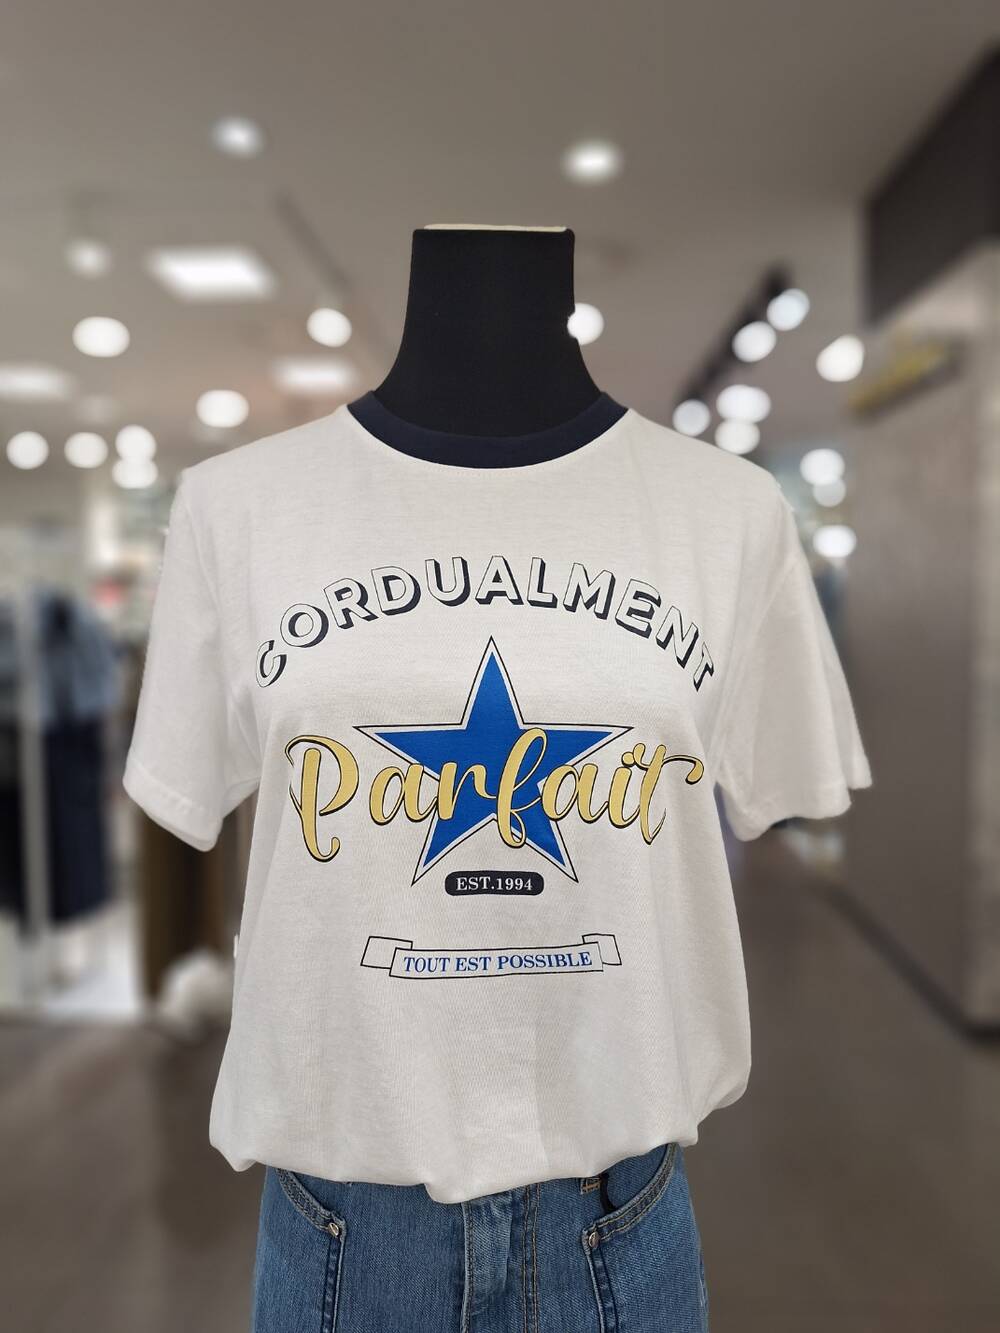 CORDUALMENT
Parfait
EST.1994
TOUT EST POSSIBLE